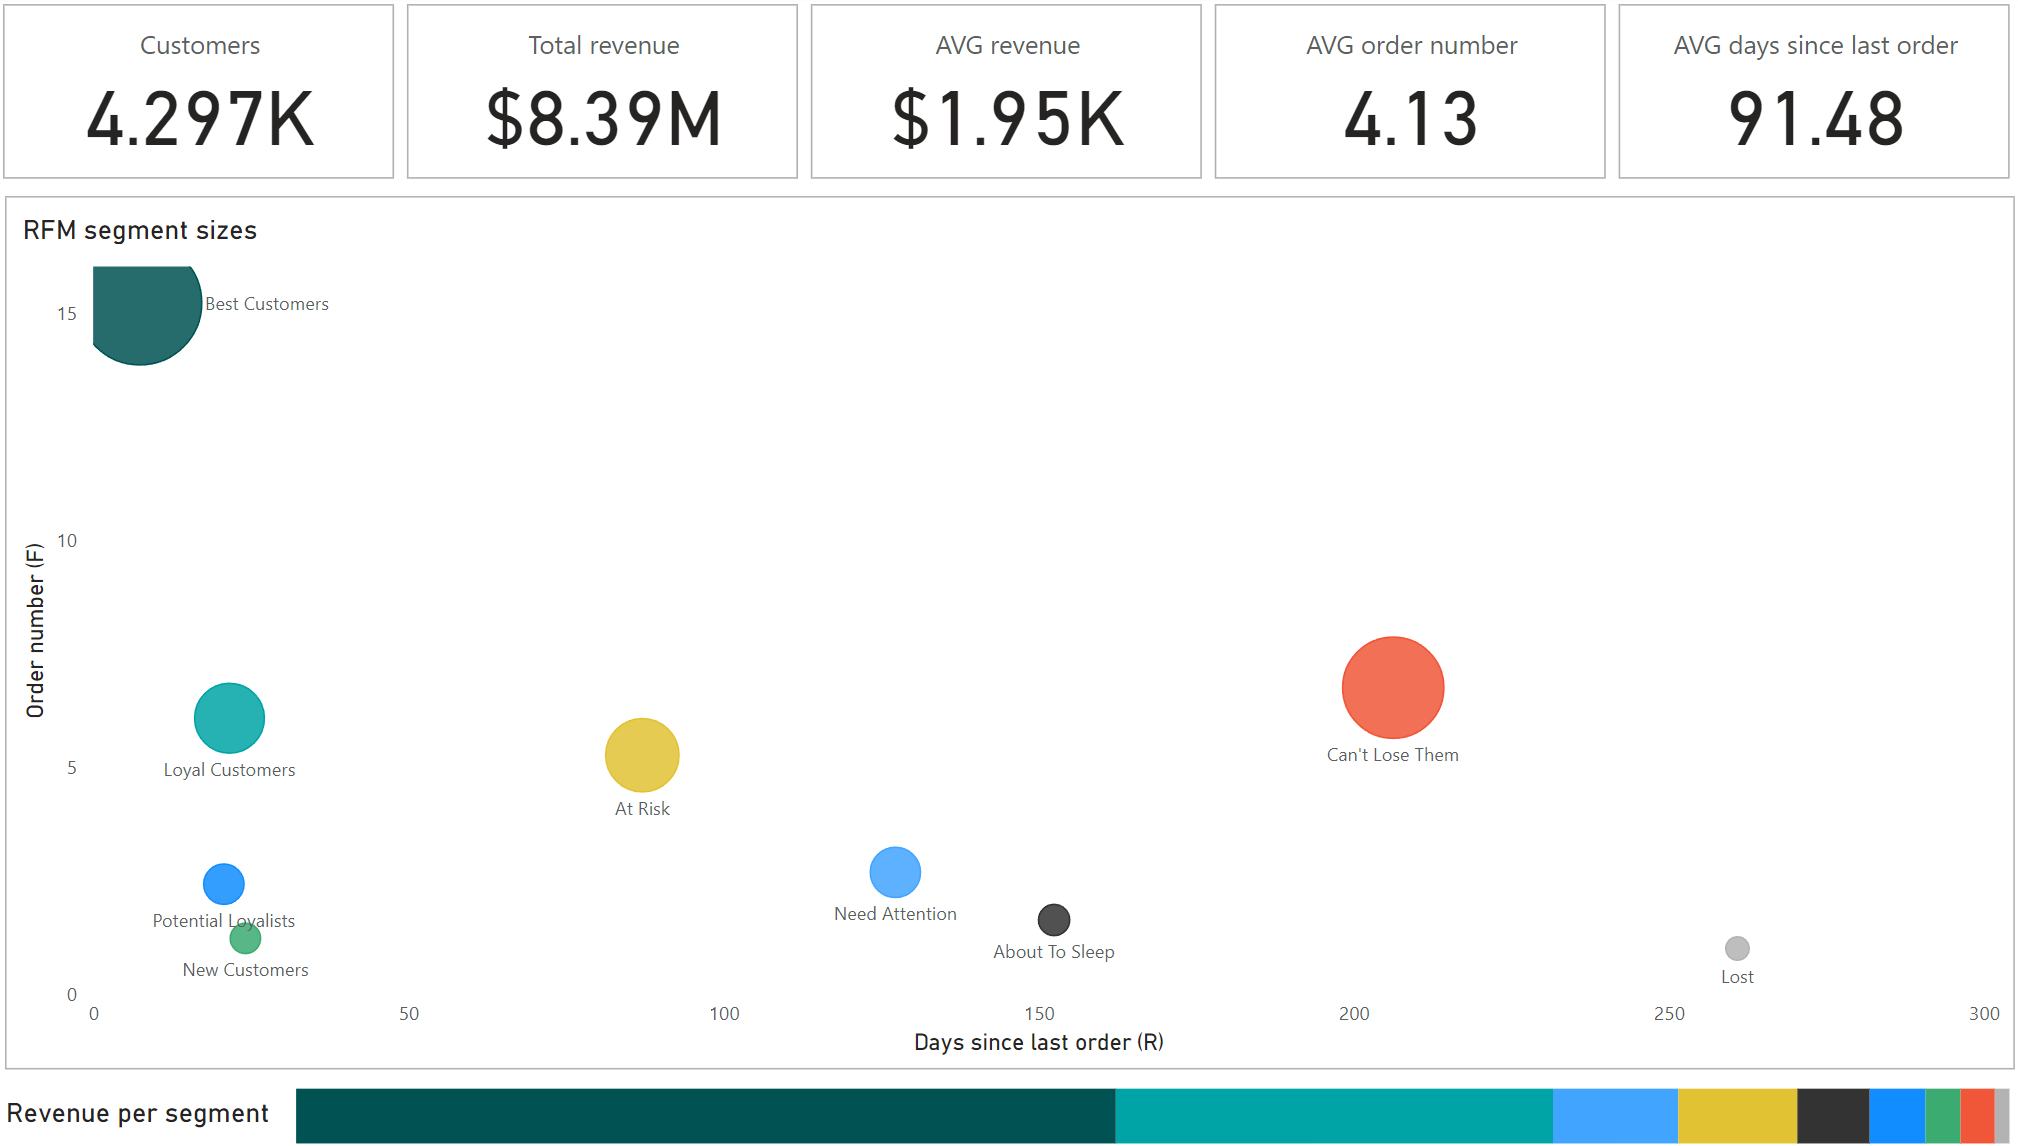 Customers
4.297K
Total revenue
$8.39M
AVG revenue
$1.95K
AVG order number
4.13
AVG days since last order
91.48
RFM segment sizes
Order number (F)
15
10
5
0
Best Customers
Loyal Customers
At Risk
Can't Lose Them
Potential Loyalists
New Customers
Need Attention
About To Sleep
Lost
0 50 100 150 200 250 300
Days since last order (R)
Revenue per segment